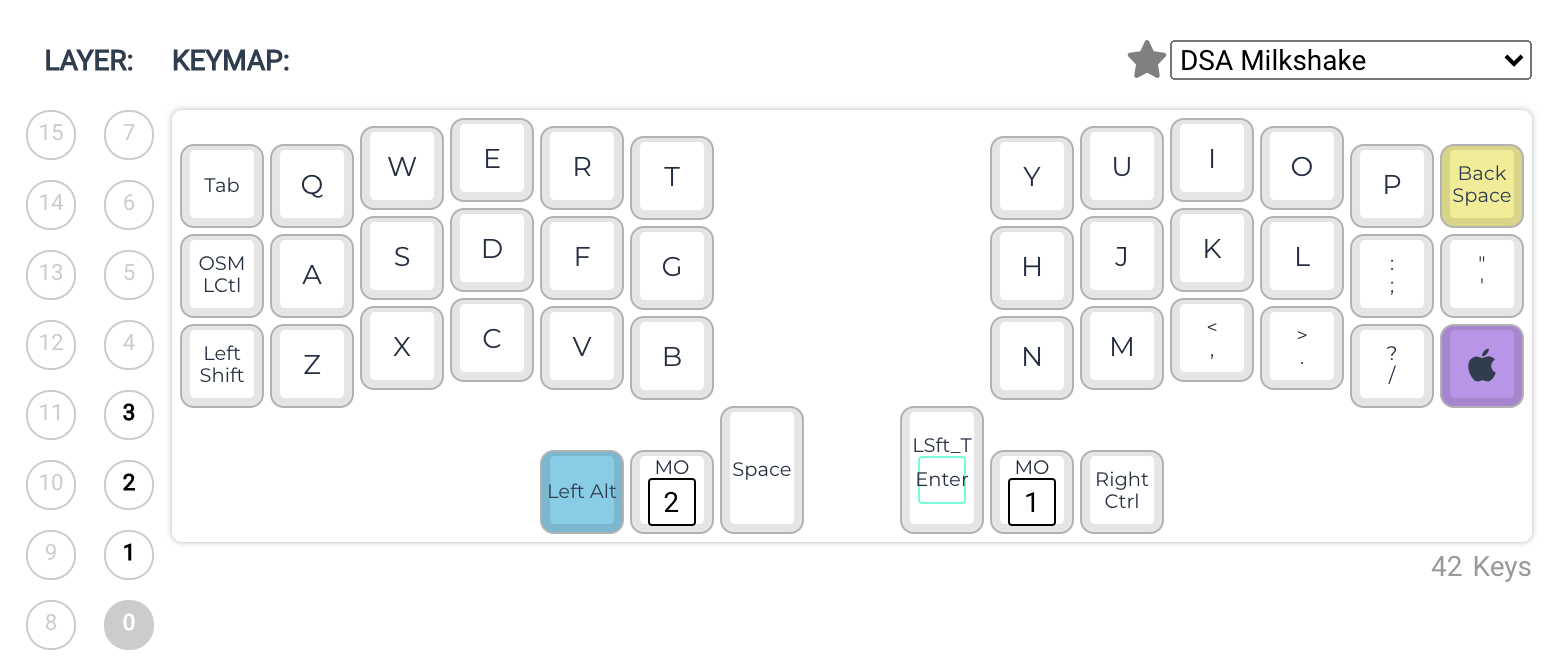 LAYER: KEYMAP: DSA Milkshake
15 7
14 6
13 5
12 4
11 3
10 2
9 1
8 0
Tab Q W E R T Y U I O P Back Space
OSM LCtl A S D F G H J K L : ; " '
Left Shift Z X C V B N M < , > . ? /
Left Alt MO 2 Space LSft_T Enter MO 1 Right Ctrl
42 Keys